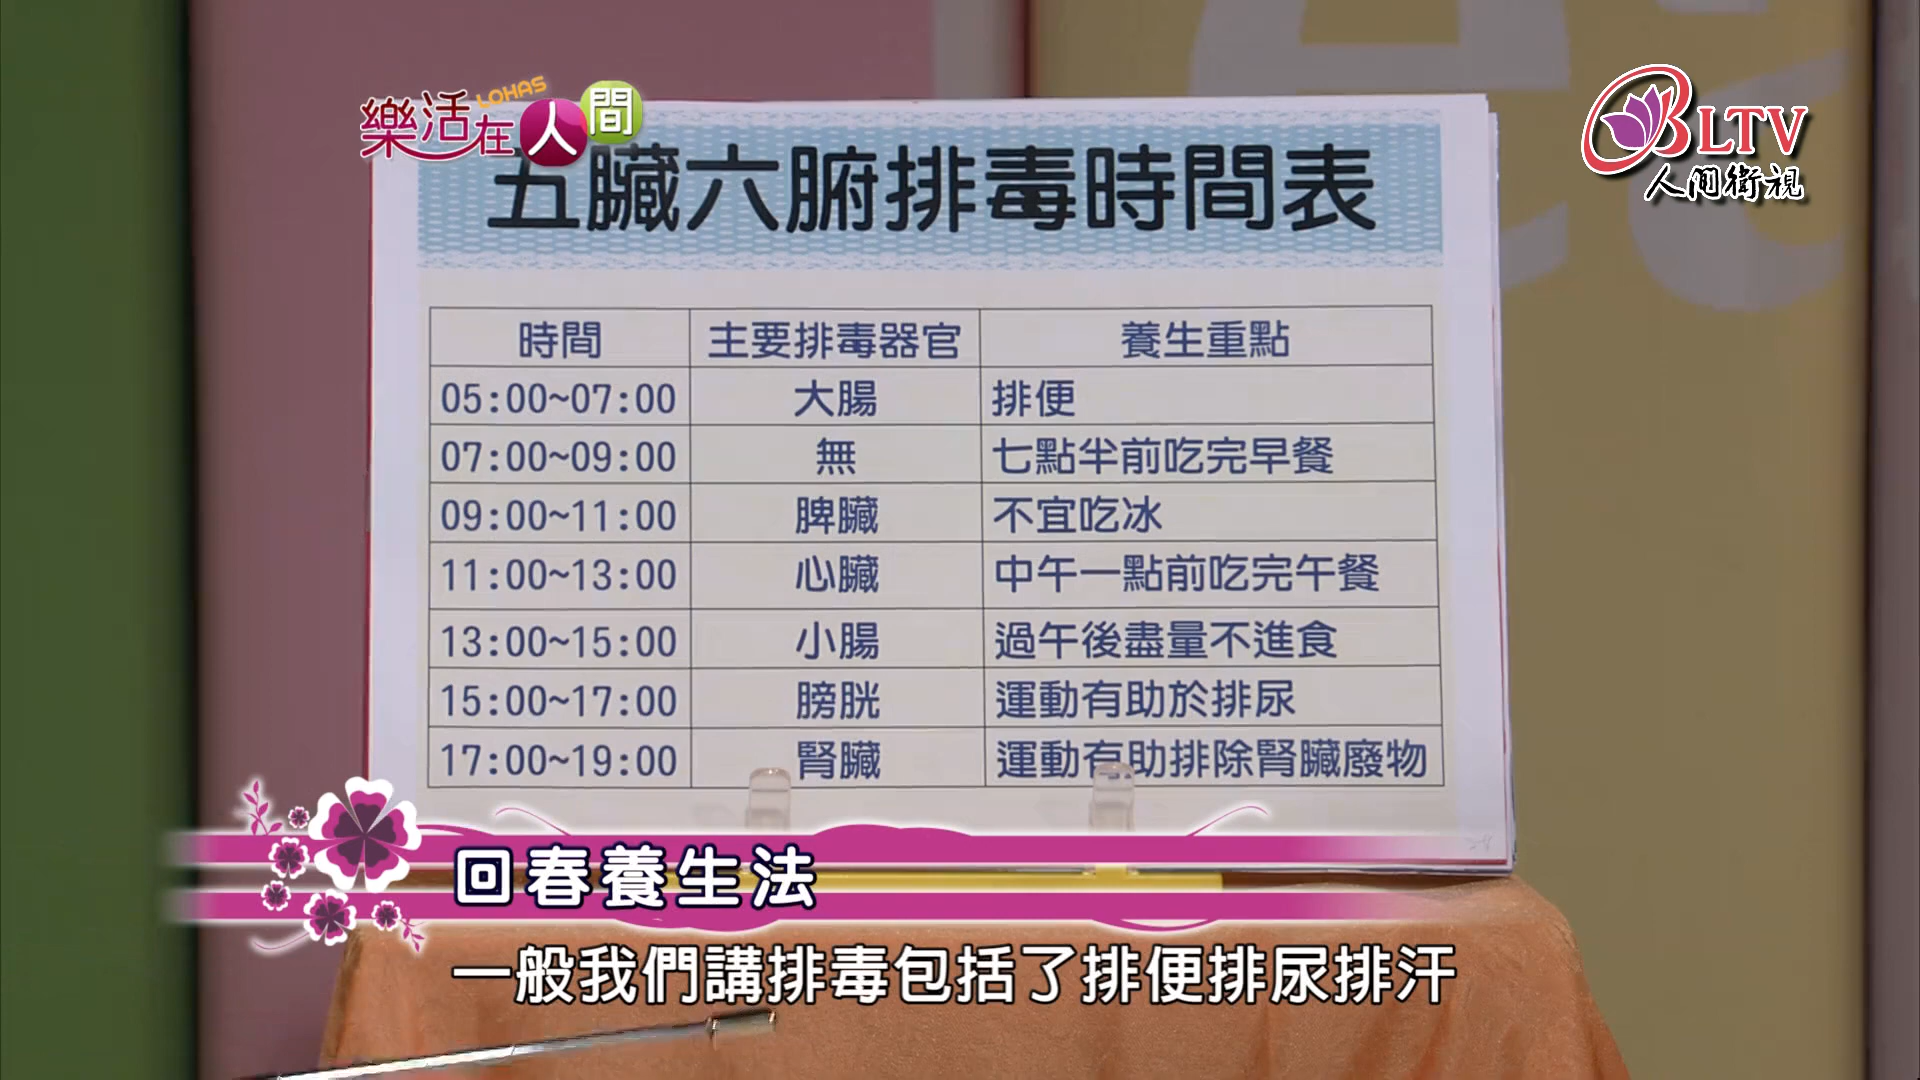 樂活在人間
LOHAS
BLTV
人間衛視
五臟六腑排毒時間表
時間 主要排毒器官 養生重點
05:00~07:00 大腸 排便
07:00~09:00 無 七點半前吃完早餐
09:00~11:00 脾臟 不宜吃冰
11:00~13:00 心臟 中午一點前吃完午餐
13:00~15:00 小腸 過午後盡量不進食
15:00~17:00 膀胱 運動有助於排尿
17:00~19:00 腎臟 運動有助排除腎臟廢物
回春養生法
一般我們講排毒包括了排便排尿排汗